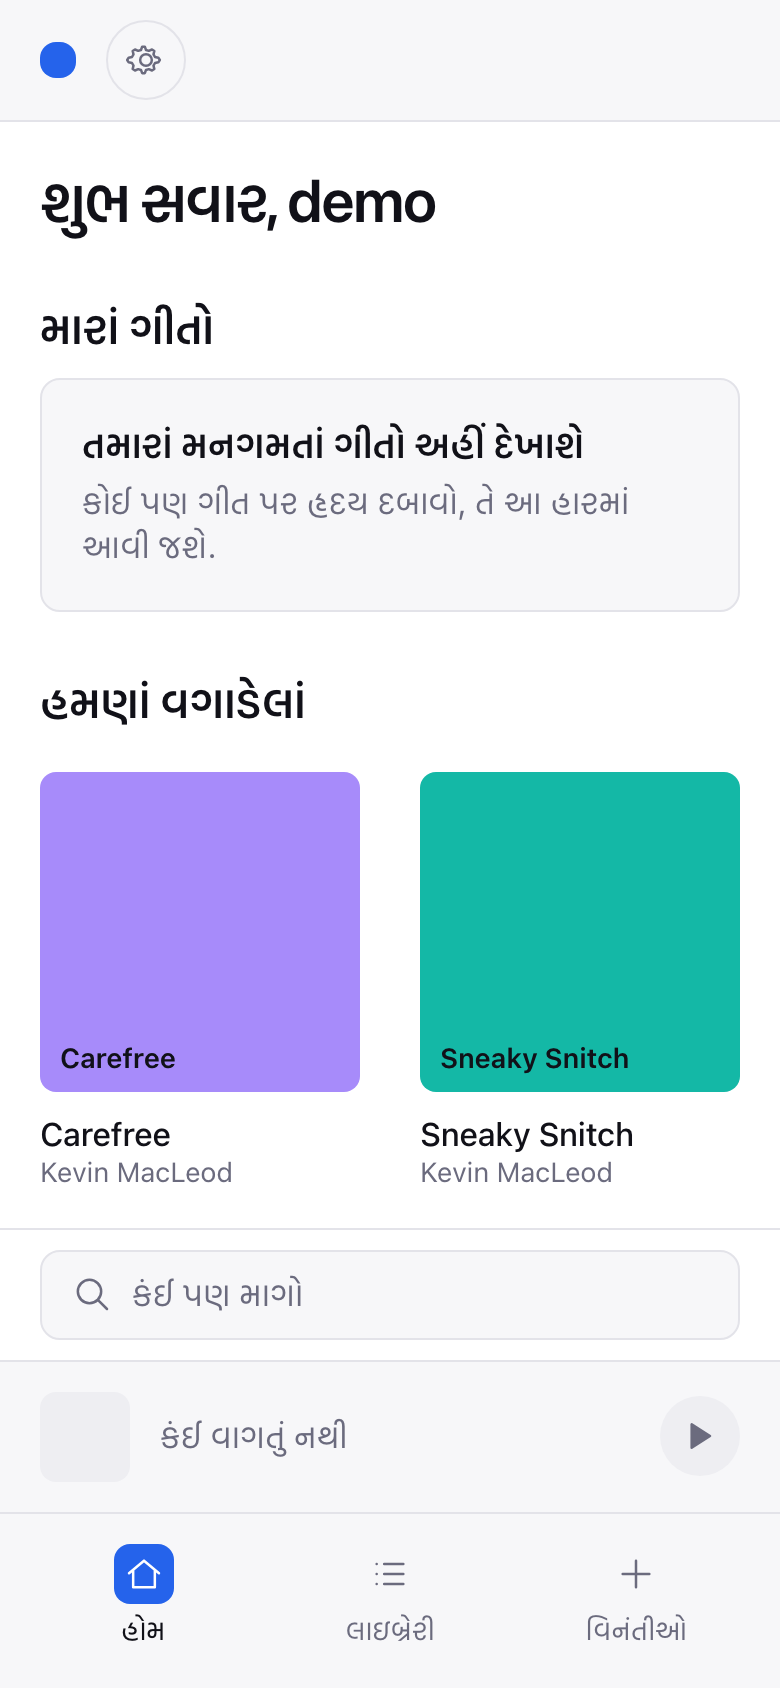 શુભ સવાર, demo
મારાં ગીતો
તમારાં મનગમતાં ગીતો અહીં દેખાશે
કોઈ પણ ગીત પર હૃદય દબાવો, તે આ હારમાં
આવી જશે.
હમણાં વગાડેલાં
Carefree
Sneaky Snitch
Carefree
Sneaky Snitch
Kevin MacLeod
Kevin MacLeod
કંઈ પણ માગો
કંઈ વાગતું નથી
હોમ
લાઇબ્રેરી
વિનંતીઓ